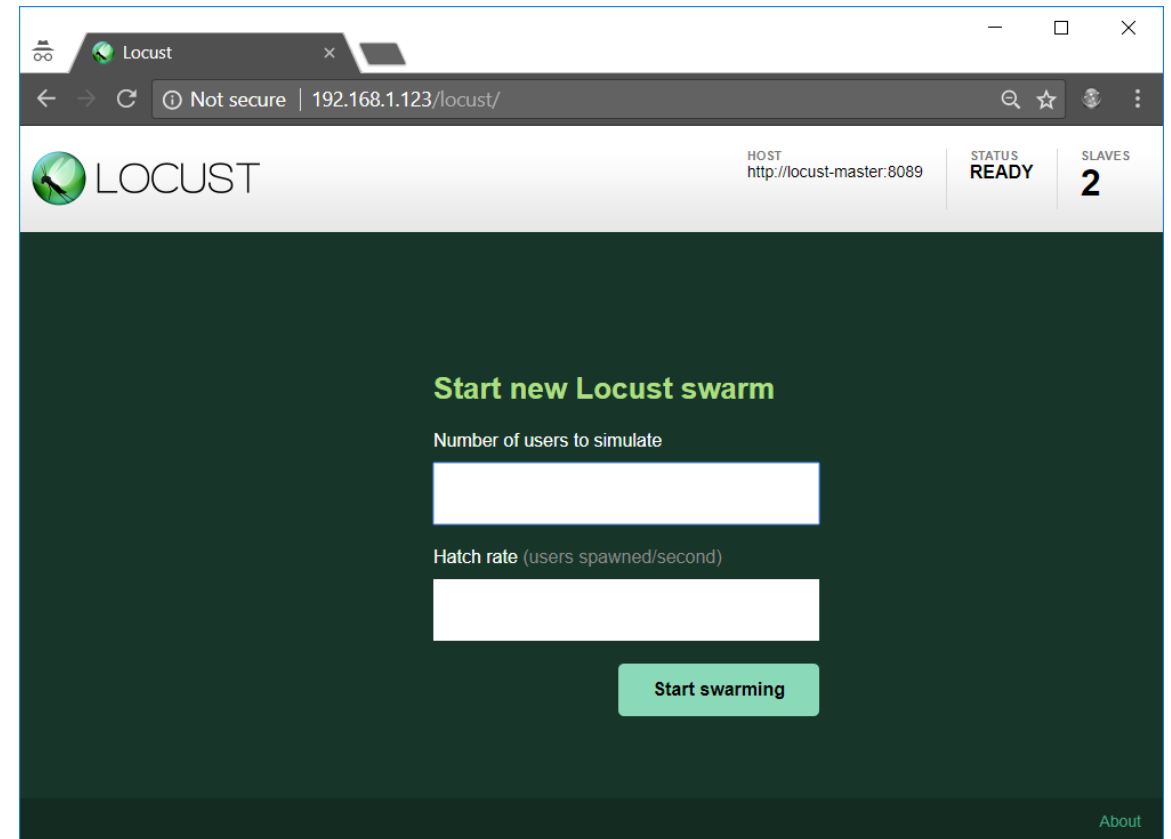 Locust
Not secure | 192.168.1.123/locust/
LOCUST
HOST
http://locust-master:8089
STATUS
READY
SLAVES
2
Start new Locust swarm
Number of users to simulate
Hatch rate (users spawned/second)
Start swarming
About